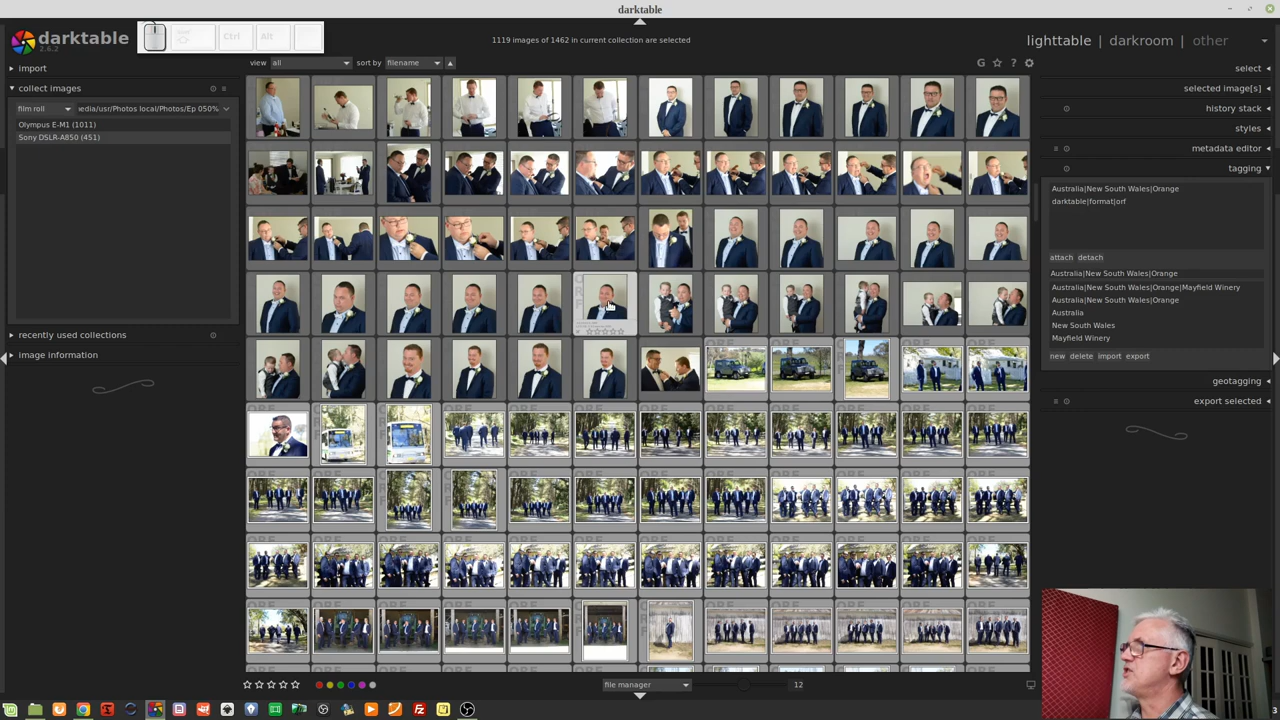 darktable
darktable
2.6.2
Ctrl
Alt
1119 images of 1462 in current collection are selected
lighttable | darkroom | other
import
view all
sort by filename
G ?
select
collect images
selected image[s]
film roll
edia/usr/Photos local/Photos/Ep 050%
history stack
Olympus E-M1 (1011)
Sony DSLR-A850 (451)
styles
metadata editor
tagging
Australia|New South Wales|Orange
darktable|format|orf
attach detach
Australia|New South Wales|Orange
Australia|New South Wales|Orange|Mayfield Winery
Australia|New South Wales|Orange
Australia
New South Wales
Mayfield Winery
new delete import export
recently used collections
image information
geotagging
export selected
file manager
12